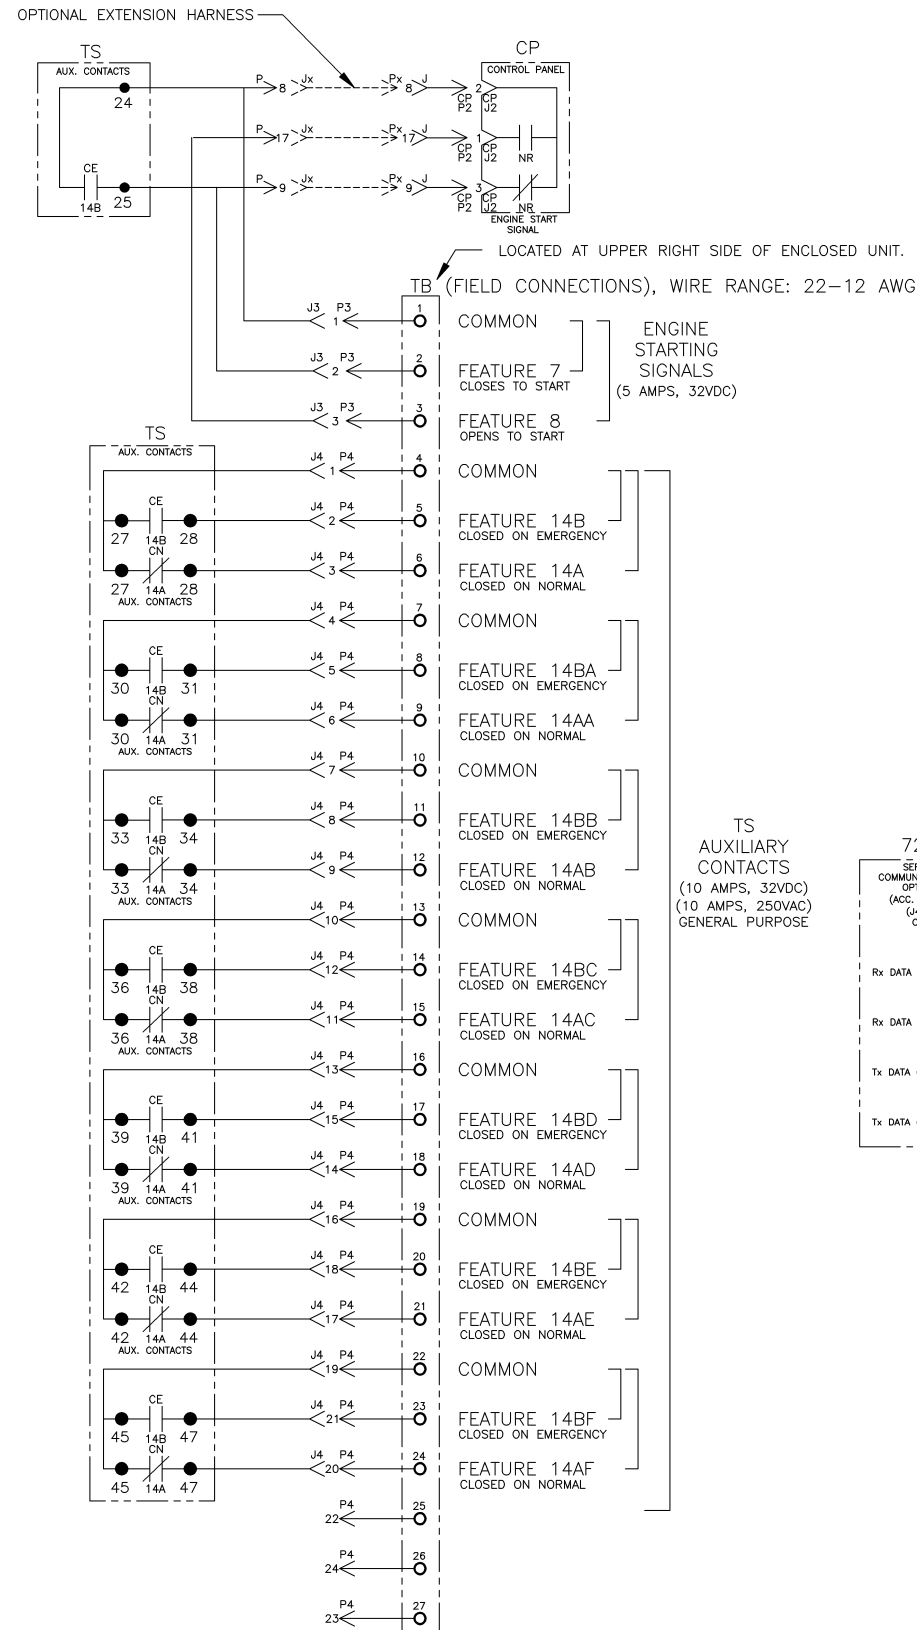 OPTIONAL EXTENSION HARNESS
TS
CP
AUX. CONTACTS
CONTROL PANEL
24
P 8 Jx Px 8 J 2
CP CP
P2 J2
P 17 Jx Px 17 J 1
CP CP
P2 J2
NR
CE
14B
25
P 9 Jx Px 9 J 3
CP CP
P2 J2
NR
ENGINE START
SIGNAL
LOCATED AT UPPER RIGHT SIDE OF ENCLOSED UNIT.
TB (FIELD CONNECTIONS), WIRE RANGE: 22-12 AWG
J3 P3 1
1 COMMON
ENGINE
STARTING
SIGNALS
(5 AMPS, 32VDC)
J3 P3 2
2 FEATURE 7
CLOSES TO START
J3 P3 3
3 FEATURE 8
OPENS TO START
TS
AUX. CONTACTS
J4 P4 4
1 COMMON
CE
J4 P4 5
27 14B 28 2 FEATURE 14B
CLOSED ON EMERGENCY
CN
J4 P4 6
27 14A 28 3 FEATURE 14A
CLOSED ON NORMAL
AUX. CONTACTS
J4 P4 7
4 COMMON
CE
J4 P4 8
30 14B 31 5 FEATURE 14BA
CLOSED ON EMERGENCY
CN
J4 P4 9
30 14A 31 6 FEATURE 14AA
CLOSED ON NORMAL
AUX. CONTACTS
J4 P4 10
7 COMMON
CE
J4 P4 11
33 14B 34 8 FEATURE 14BB
CLOSED ON EMERGENCY
CN
J4 P4 12
33 14A 34 9 FEATURE 14AB
CLOSED ON NORMAL
AUX. CONTACTS
TS
AUXILIARY
CONTACTS
(10 AMPS, 32VDC)
(10 AMPS, 250VAC)
GENERAL PURPOSE
J4 P4 13
10 COMMON
CE
J4 P4 14
36 14B 38 12 FEATURE 14BC
CLOSED ON EMERGENCY
CN
J4 P4 15
36 14A 38 11 FEATURE 14AC
CLOSED ON NORMAL
AUX. CONTACTS
J4 P4 16
13 COMMON
CE
J4 P4 17
39 14B 41 15 FEATURE 14BD
CLOSED ON EMERGENCY
CN
J4 P4 18
39 14A 41 14 FEATURE 14AD
CLOSED ON NORMAL
AUX. CONTACTS
J4 P4 19
16 COMMON
CE
J4 P4 20
42 14B 44 18 FEATURE 14BE
CLOSED ON EMERGENCY
CN
J4 P4 21
42 14A 44 17 FEATURE 14AE
CLOSED ON NORMAL
AUX. CONTACTS
J4 P4 22
19 COMMON
CE
J4 P4 23
45 14B 47 21 FEATURE 14BF
CLOSED ON EMERGENCY
CN
J4 P4 24
45 14A 47 20 FEATURE 14AF
CLOSED ON NORMAL
P4 25
22
P4 26
24
P4 27
23
72
(ACC.
Rx DATA
Rx DATA
Tx DATA
Tx DATA